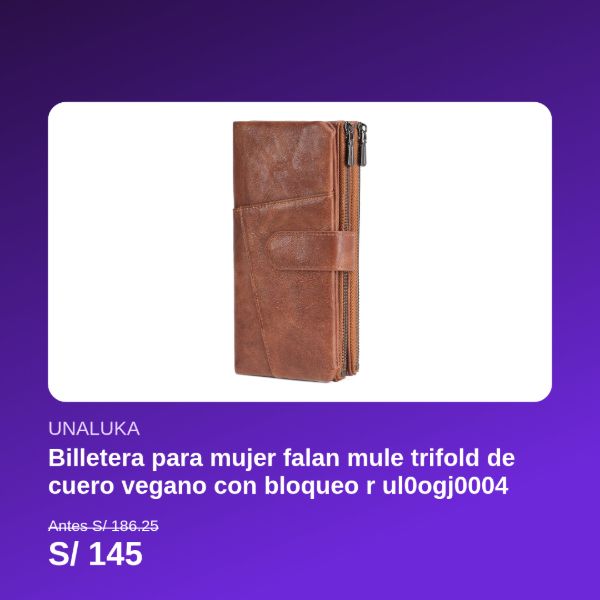 UNALUKA
Billetera para mujer falan mule trifold de
cuero vegano con bloqueo r ul0ogj0004
Antes S/ 186.25
S/ 145